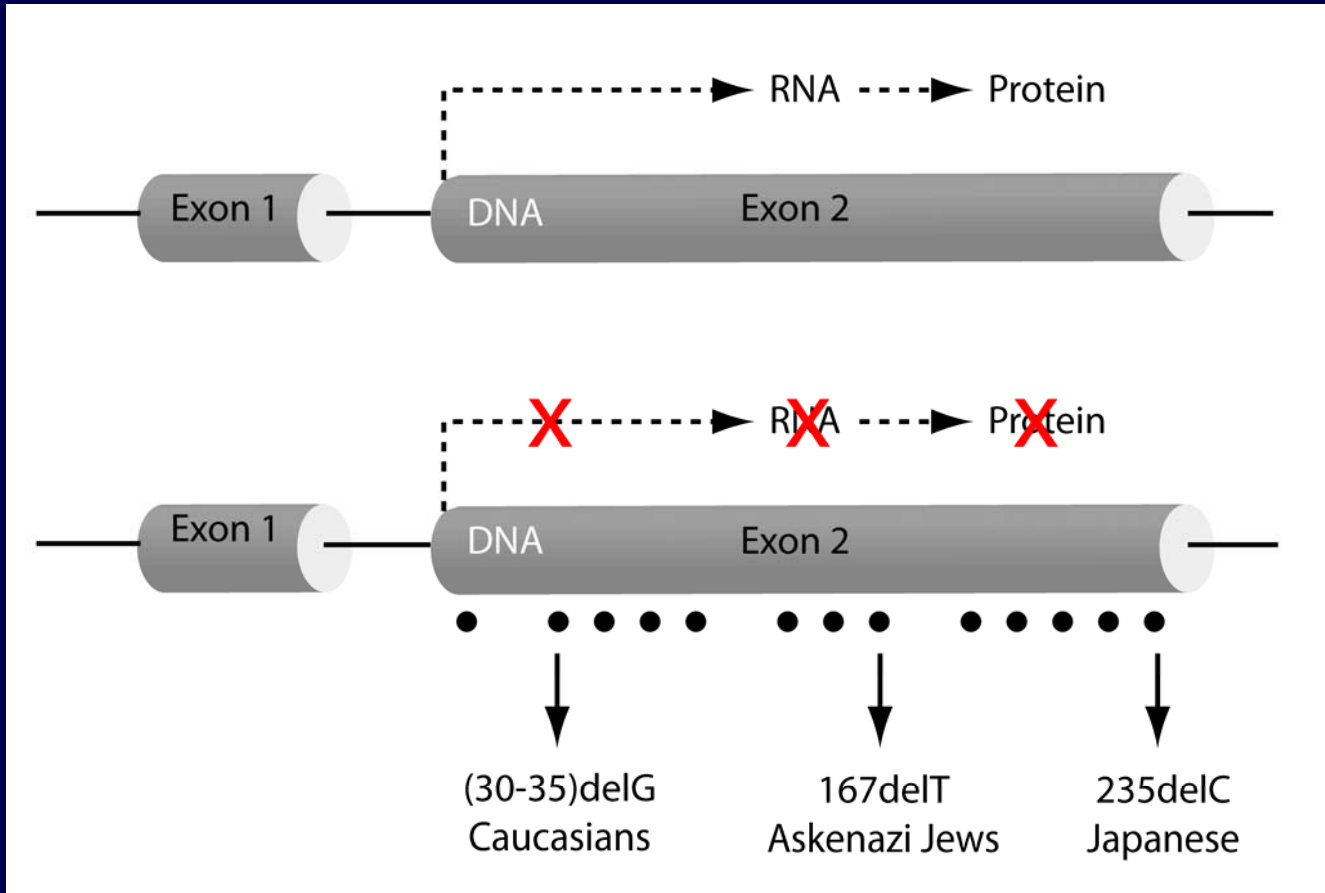 RNA Protein
Exon 1 DNA Exon 2
X RNA X Protein X
Exon 1 DNA Exon 2
(30-35)delG 167delT 235delC
Caucasians Askenazi Jews Japanese